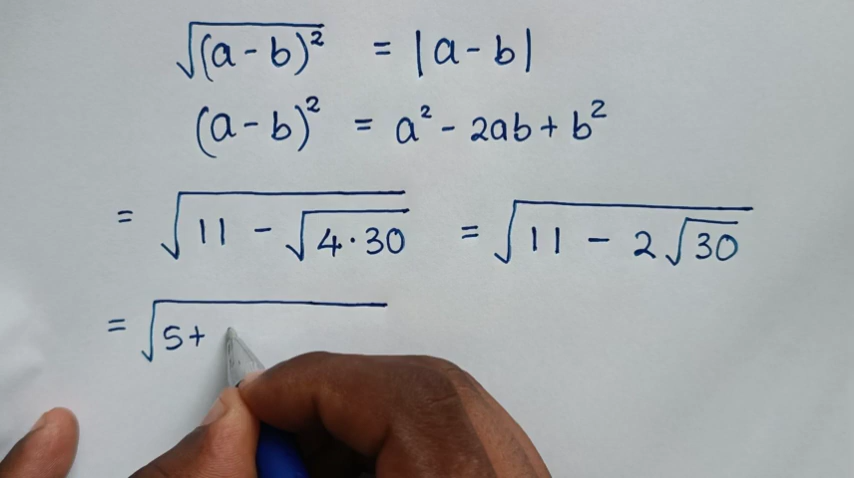 √(a - b)² = |a - b|
(a - b)² = a² - 2ab + b²
= √(11 - √(4·30)) = √(11 - 2√30)
= √(5+